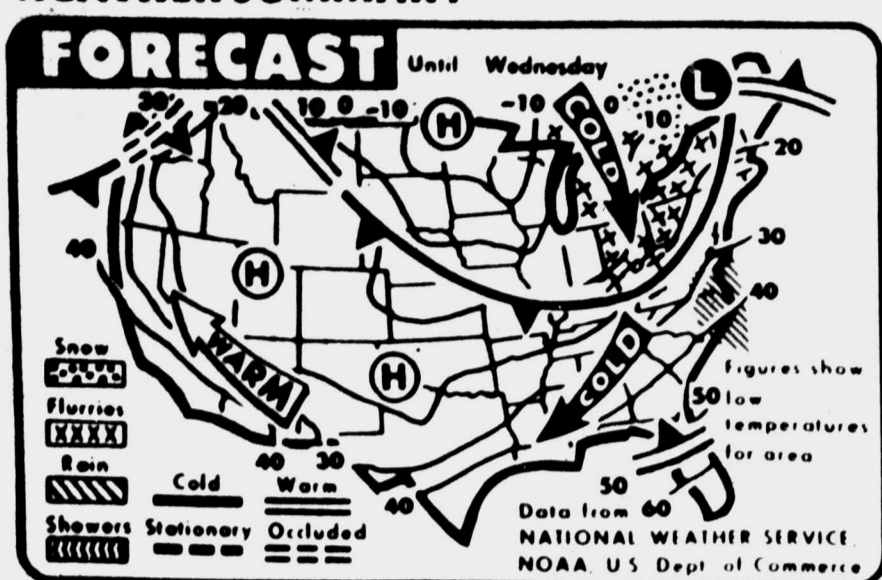 FORECAST Until Wednesday
30 20 10 0 -10 -10 0
H
L
COLD
10
20
40
30
H
40
WARM
H
COLD
Snow
Flurries
Rain
Showers
Cold
Warm
Stationary
Occluded
40 30
40
50
50
60
Figures show
low
temperatures
for area
Data from
NATIONAL WEATHER SERVICE,
NOAA, U S Dept of Commerce